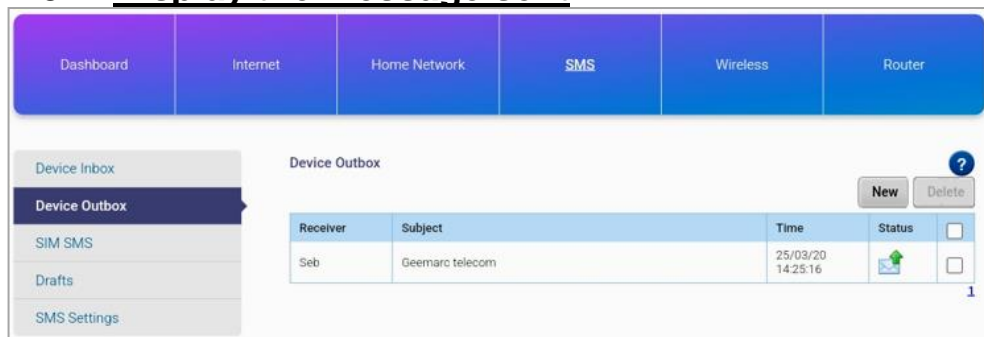 Dashboard Internet Home Network SMS Wireless Router
Device Inbox
Device Outbox
SIM SMS
Drafts
SMS Settings
Device Outbox
?
New Delete
Receiver Subject Time Status
Seb Geemarc telecom 25/03/20 14:25:16
1